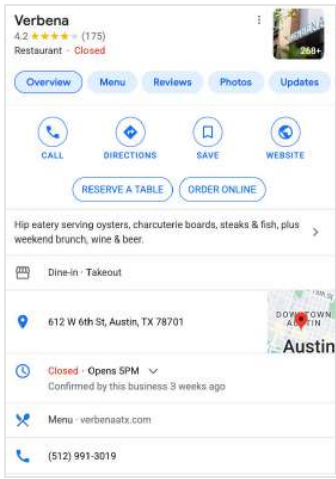 Verbena
4.2 ★★★★★ (175)
Restaurant · Closed
268+
Overview
Menu
Reviews
Photos
Updates
CALL
DIRECTIONS
SAVE
WEBSITE
RESERVE A TABLE
ORDER ONLINE
Hip eatery serving oysters, charcuterie boards, steaks & fish, plus
weekend brunch, wine & beer.
Dine-in · Takeout
612 W 6th St, Austin, TX 78701
Austin
Closed · Opens 5PM
Confirmed by this business 3 weeks ago
Menu · verbenaatx.com
(512) 991-3019